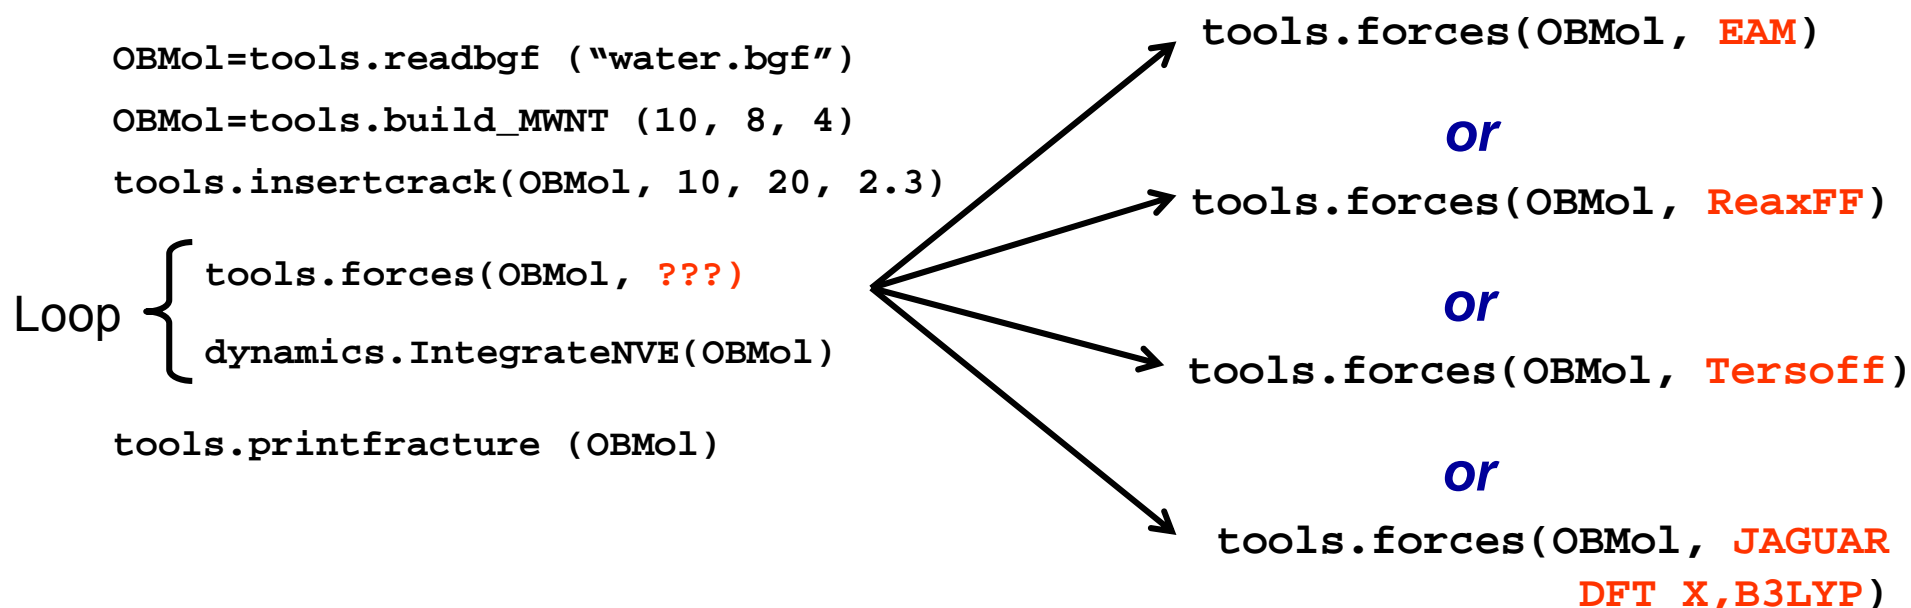 OBMol=tools.readbgf (“water.bgf”)
OBMol=tools.build_MWNT (10, 8, 4)
tools.insertcrack(OBMol, 10, 20, 2.3)
Loop
tools.forces(OBMol, ???)
dynamics.IntegrateNVE(OBMol)
tools.printfracture (OBMol)
tools.forces(OBMol, EAM)
or
tools.forces(OBMol, ReaxFF)
or
tools.forces(OBMol, Tersoff)
or
tools.forces(OBMol, JAGUAR
DFT X,B3LYP)